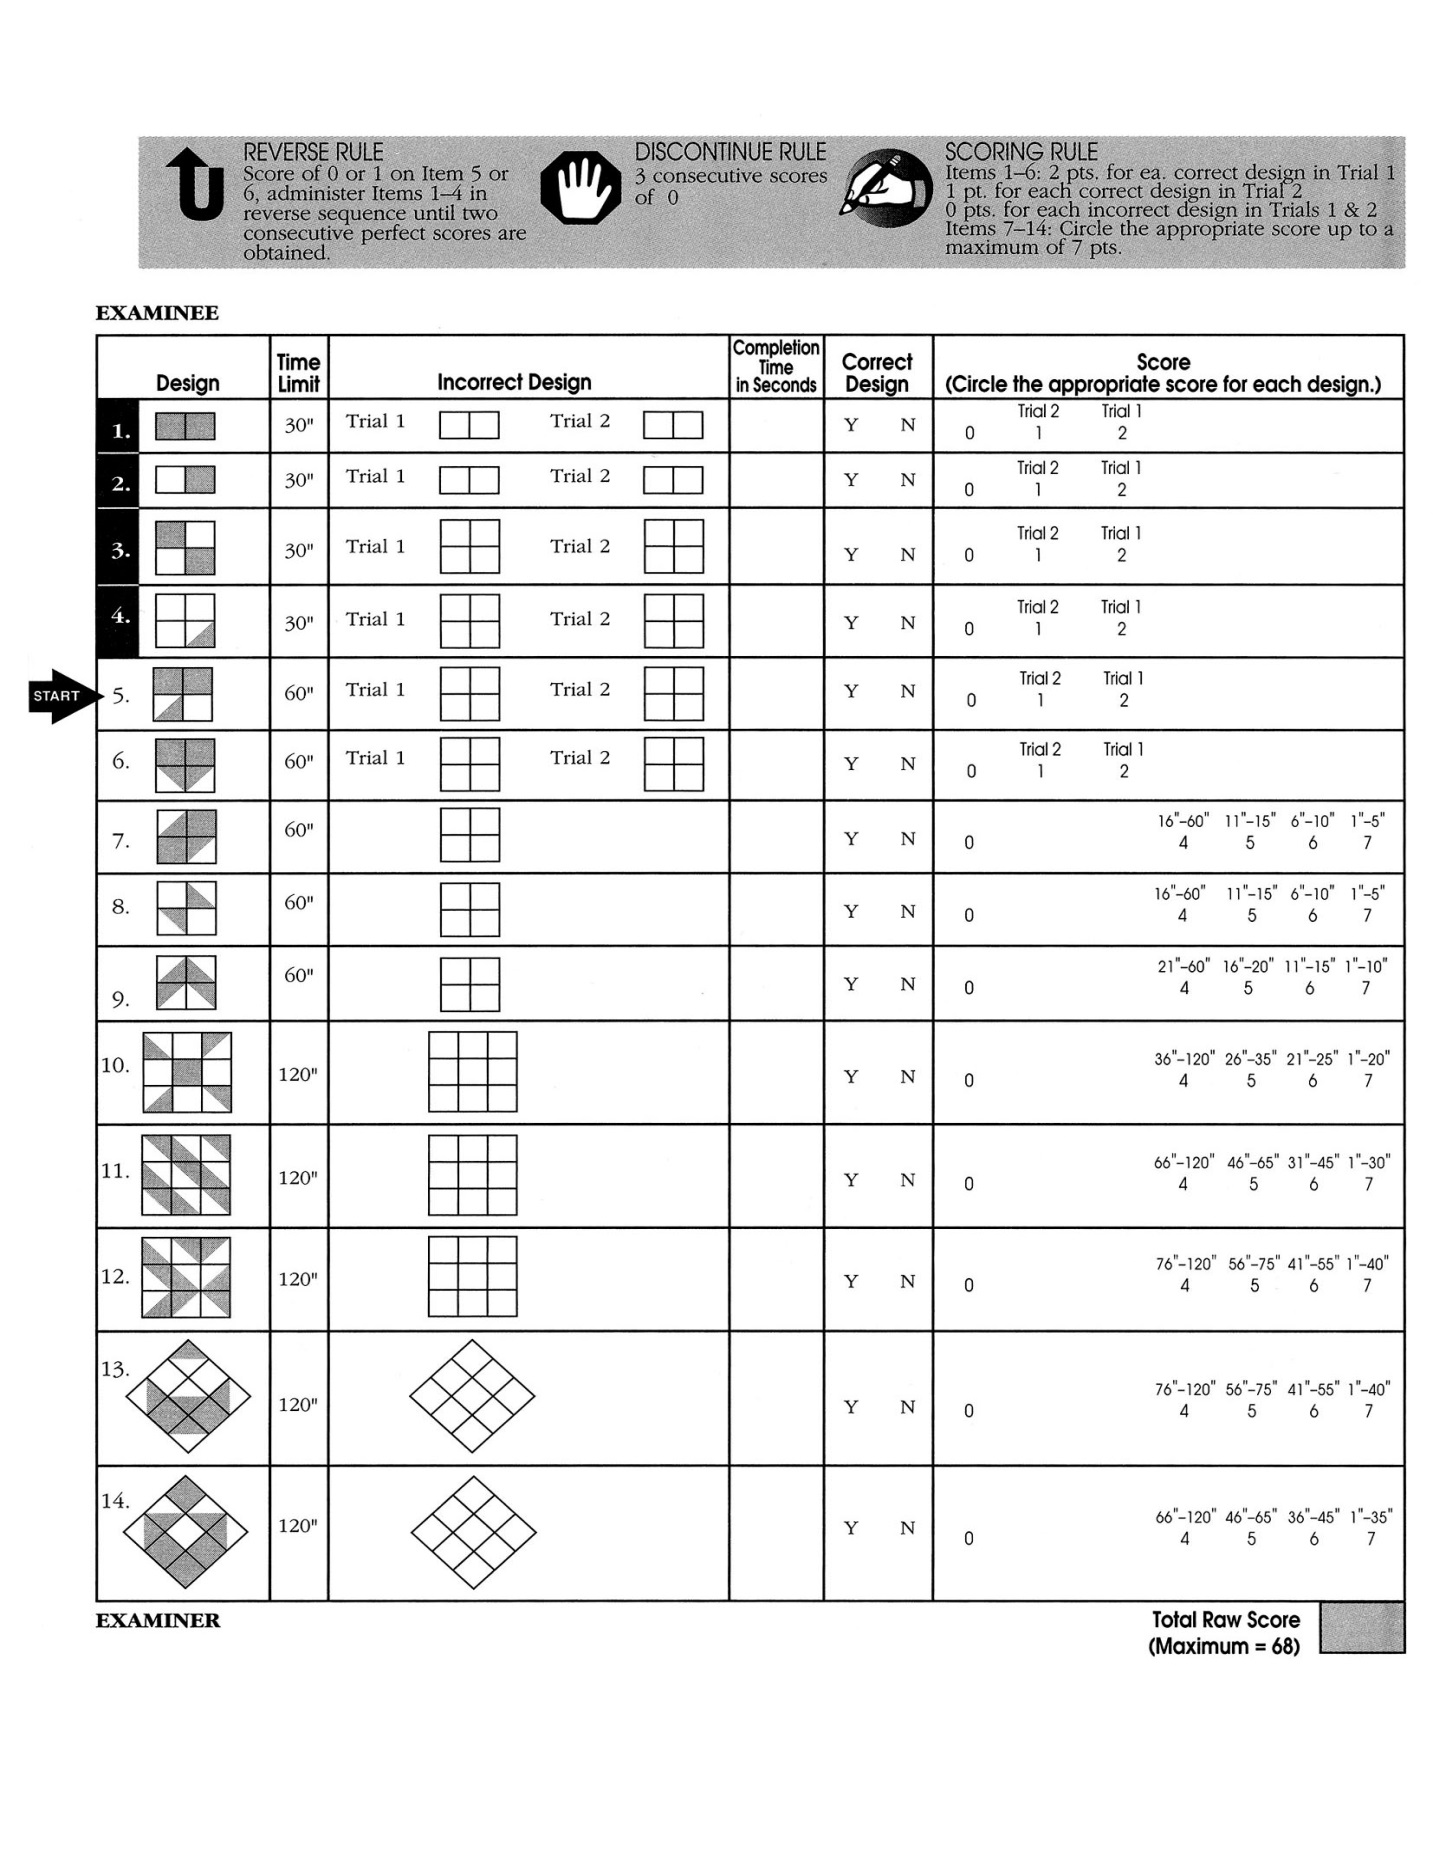 REVERSE RULE
Score of 0 or 1 on Item 5 or
6, administer Items 1–4 in
reverse sequence until two
consecutive perfect scores are
obtained.
DISCONTINUE RULE
3 consecutive scores
of 0
SCORING RULE
Items 1–6: 2 pts. for ea. correct design in Trial 1
1 pt. for each correct design in Trial 2
0 pts. for each incorrect design in Trials 1 & 2
Items 7–14: Circle the appropriate score up to a
maximum of 7 pts.
EXAMINEE
Design
Time
Limit
Incorrect Design
Completion
Time
in Seconds
Correct
Design
Score
(Circle the appropriate score for each design.)
Trial 2 Trial 1
1. 30" Trial 1 Trial 2 Y N 0 1 2
Trial 2 Trial 1
2. 30" Trial 1 Trial 2 Y N 0 1 2
Trial 2 Trial 1
3. 30" Trial 1 Trial 2 Y N 0 1 2
Trial 2 Trial 1
4. 30" Trial 1 Trial 2 Y N 0 1 2
Trial 2 Trial 1
START 5. 60" Trial 1 Trial 2 Y N 0 1 2
Trial 2 Trial 1
6. 60" Trial 1 Trial 2 Y N 0 1 2
16"–60" 11"–15" 6"–10" 1"–5"
7. 60" Y N 0 4 5 6 7
16"–60" 11"–15" 6"–10" 1"–5"
8. 60" Y N 0 4 5 6 7
21"–60" 16"–20" 11"–15" 1"–10"
9. 60" Y N 0 4 5 6 7
36"–120" 26"–35" 21"–25" 1"–20"
10. 120" Y N 0 4 5 6 7
66"–120" 46"–65" 31"–45" 1"–30"
11. 120" Y N 0 4 5 6 7
76"–120" 56"–75" 41"–55" 1"–40"
12. 120" Y N 0 4 5 6 7
76"–120" 56"–75" 41"–55" 1"–40"
13. 120" Y N 0 4 5 6 7
66"–120" 46"–65" 36"–45" 1"–35"
14. 120" Y N 0 4 5 6 7
EXAMINER
Total Raw Score
(Maximum = 68)